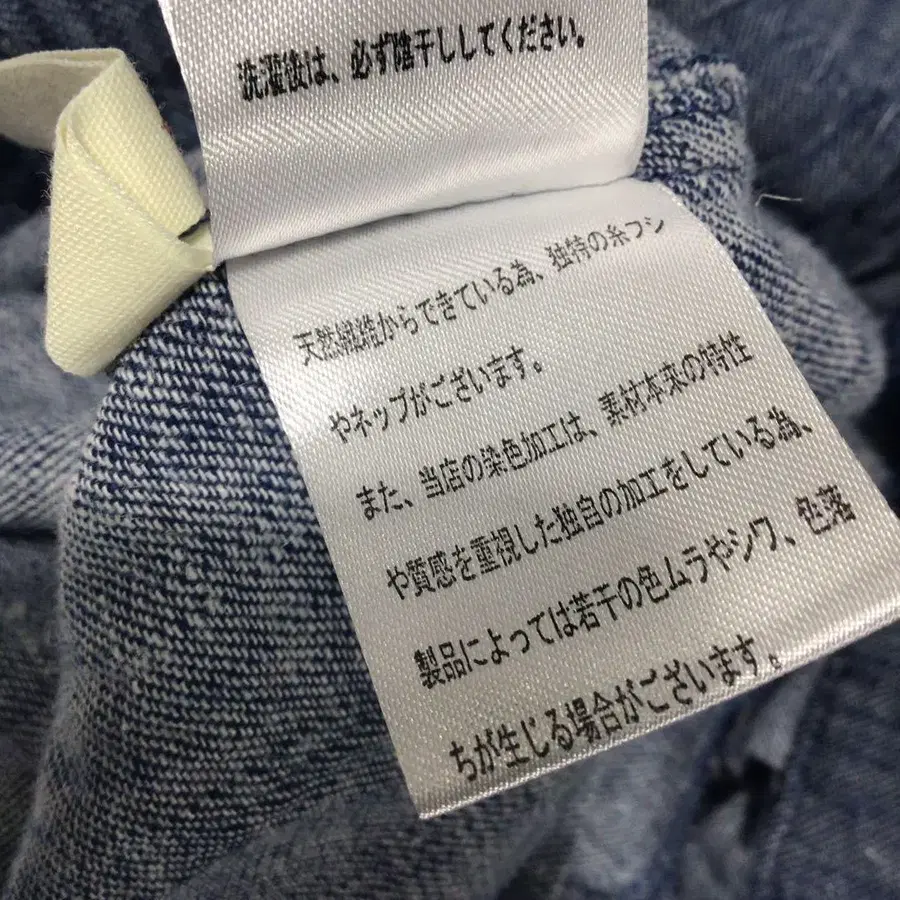 洗濯後は、必ず陰干ししてください。
天然繊維からできている為、独特の糸フシ
やネップがございます。
また、当店の染色加工は、素材本来の特性
や質感を重視した独自の加工をしている為、
製品によっては若干の色ムラやシワ、色落
ちが生じる場合がございます。